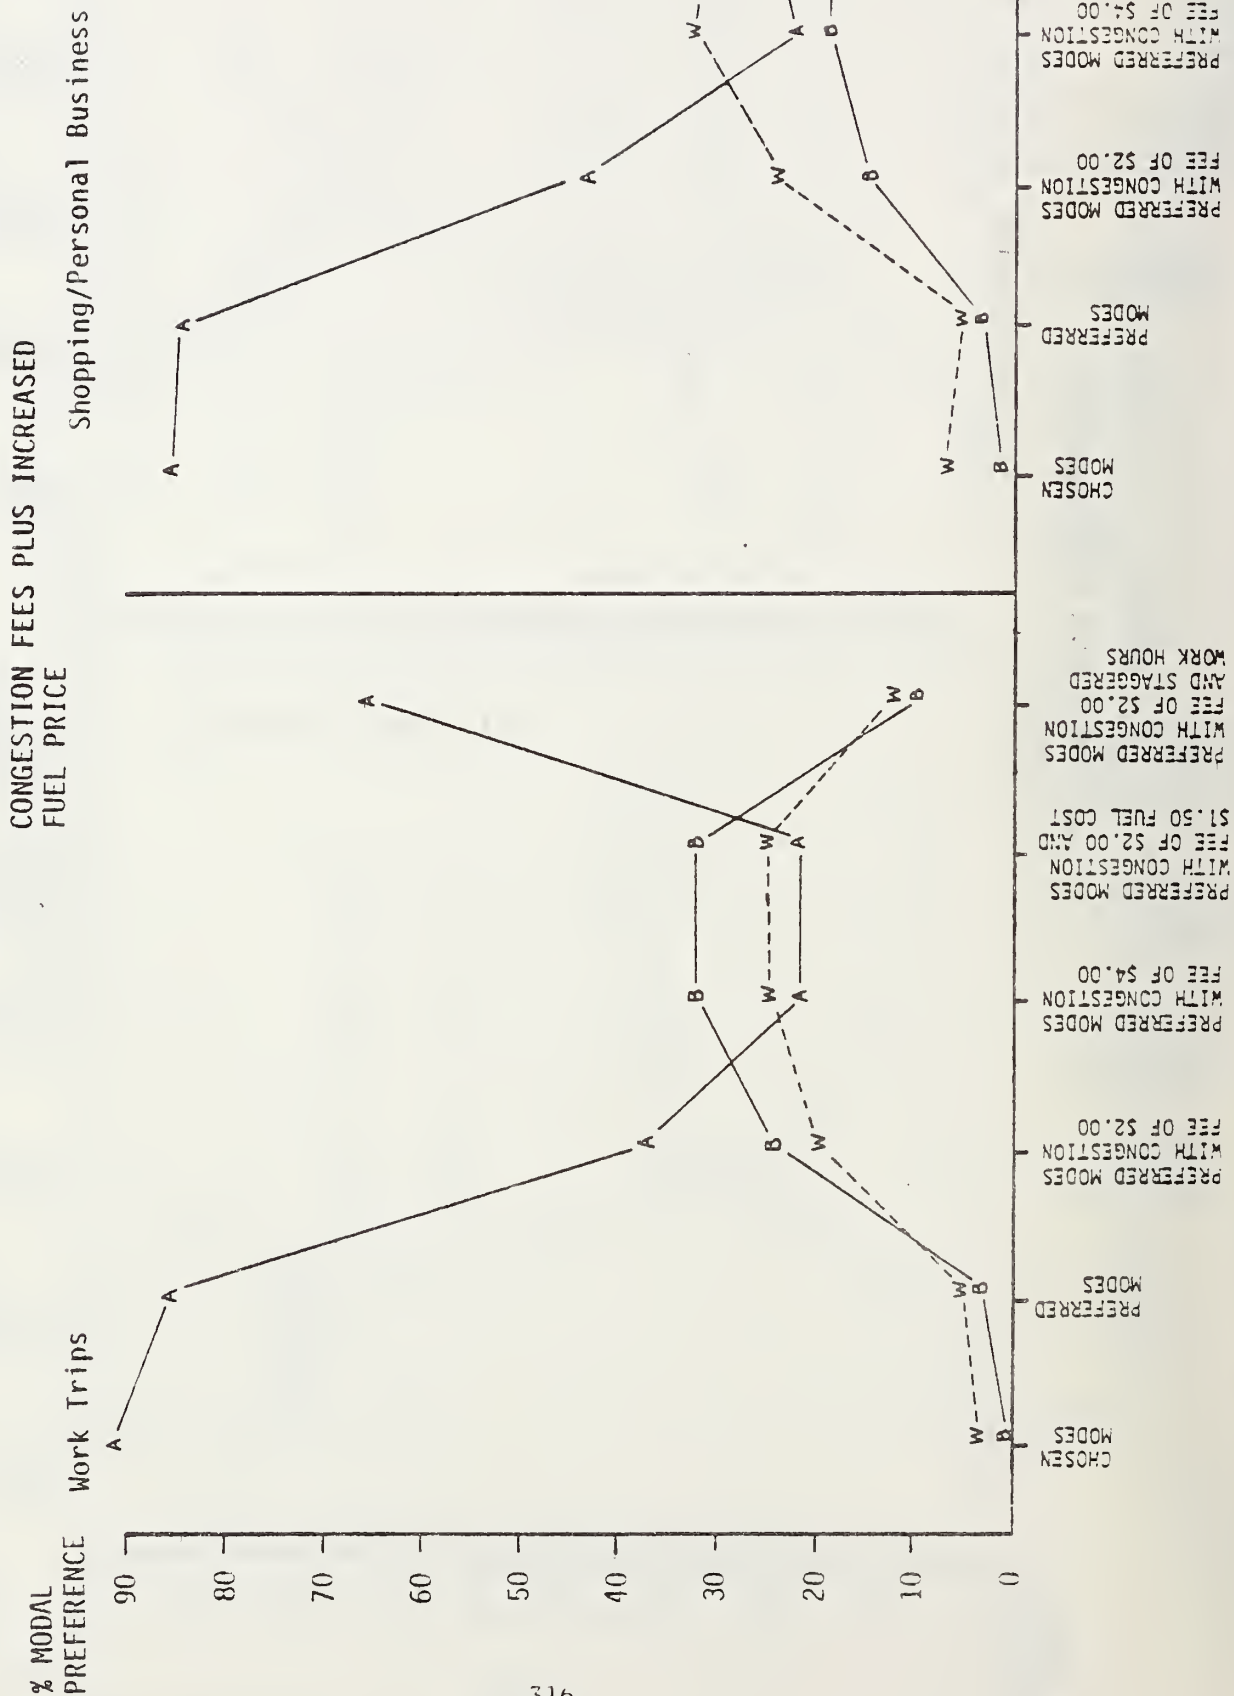 CONGESTION FEES PLUS INCREASED
FUEL PRICE
% MODAL
PREFERENCE
Work Trips
Shopping/Personal Business
90
80
70
60
50
40
30
20
10
0
A
A
A
A
A
A
B
B
B
B
B
B
W
W
W
W
W
W
A
A
A
A
W
W
W
W
B
B
B
B
CHOSEN
MODES
PREFERRED
MODES
PREFERRED MODES
WITH CONGESTION
FEE OF $2.00
PREFERRED MODES
WITH CONGESTION
FEE OF $4.00
PREFERRED MODES
WITH CONGESTION
FEE OF $2.00 AND
$1.50 FUEL COST
PREFERRED MODES
WITH CONGESTION
FEE OF $2.00
AND STAGGERED
WORK HOURS
CHOSEN
MODES
PREFERRED
MODES
PREFERRED MODES
WITH CONGESTION
FEE OF $2.00
PREFERRED MODES
WITH CONGESTION
FEE OF $4.00
316